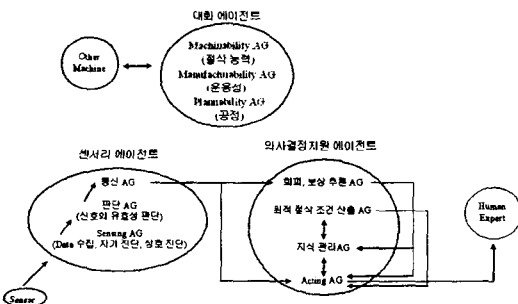 대화 에이전트
Other
Machine
Machinability AG
(절삭 능력)
Manufacturability AG
(운용성)
Plannability AG
(공정)
센서리 에이전트
통신 AG
판단 AG
(신호의 유효성 판단)
Sensing AG
(Data 수집, 자기 진단, 상호 진단)
Sensor
의사결정지원 에이전트
회피, 보상 추론 AG
최적 절삭 조건 산출 AG
지식 관리 AG
Acting AG
Human
Expert